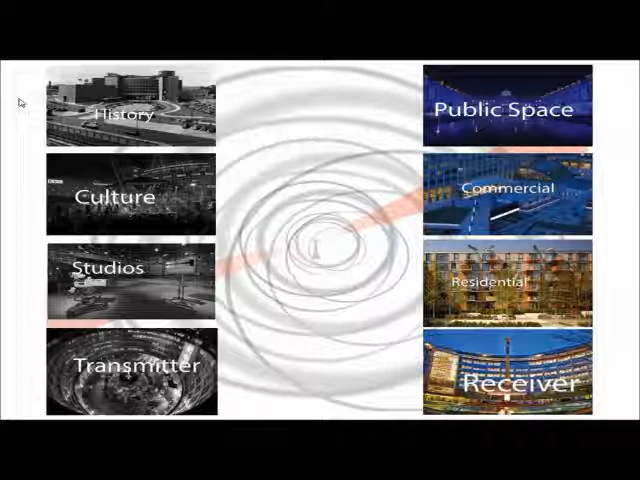 History
Culture
Studios
Transmitter
Public Space
Commercial
Residential
Receiver